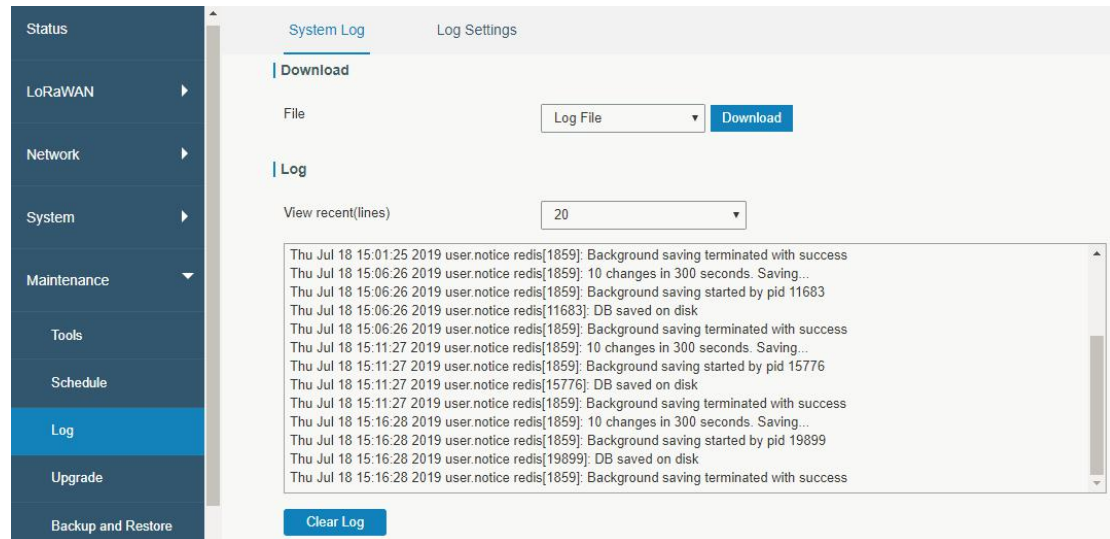 Status
LoRaWAN
Network
System
Maintenance
Tools
Schedule
Log
Upgrade
Backup and Restore
System Log
Log Settings
Download
File
Log File
Download
Log
View recent(lines)
20
Thu Jul 18 15:01:25 2019 user.notice redis[1859]: Background saving terminated with success
Thu Jul 18 15:06:26 2019 user.notice redis[1859]: 10 changes in 300 seconds. Saving...
Thu Jul 18 15:06:26 2019 user.notice redis[1859]: Background saving started by pid 11683
Thu Jul 18 15:06:26 2019 user.notice redis[11683]: DB saved on disk
Thu Jul 18 15:06:26 2019 user.notice redis[1859]: Background saving terminated with success
Thu Jul 18 15:11:27 2019 user.notice redis[1859]: 10 changes in 300 seconds. Saving...
Thu Jul 18 15:11:27 2019 user.notice redis[1859]: Background saving started by pid 15776
Thu Jul 18 15:11:27 2019 user.notice redis[15776]: DB saved on disk
Thu Jul 18 15:11:27 2019 user.notice redis[1859]: Background saving terminated with success
Thu Jul 18 15:16:28 2019 user.notice redis[1859]: 10 changes in 300 seconds. Saving...
Thu Jul 18 15:16:28 2019 user.notice redis[1859]: Background saving started by pid 19899
Thu Jul 18 15:16:28 2019 user.notice redis[19899]: DB saved on disk
Thu Jul 18 15:16:28 2019 user.notice redis[1859]: Background saving terminated with success
Clear Log